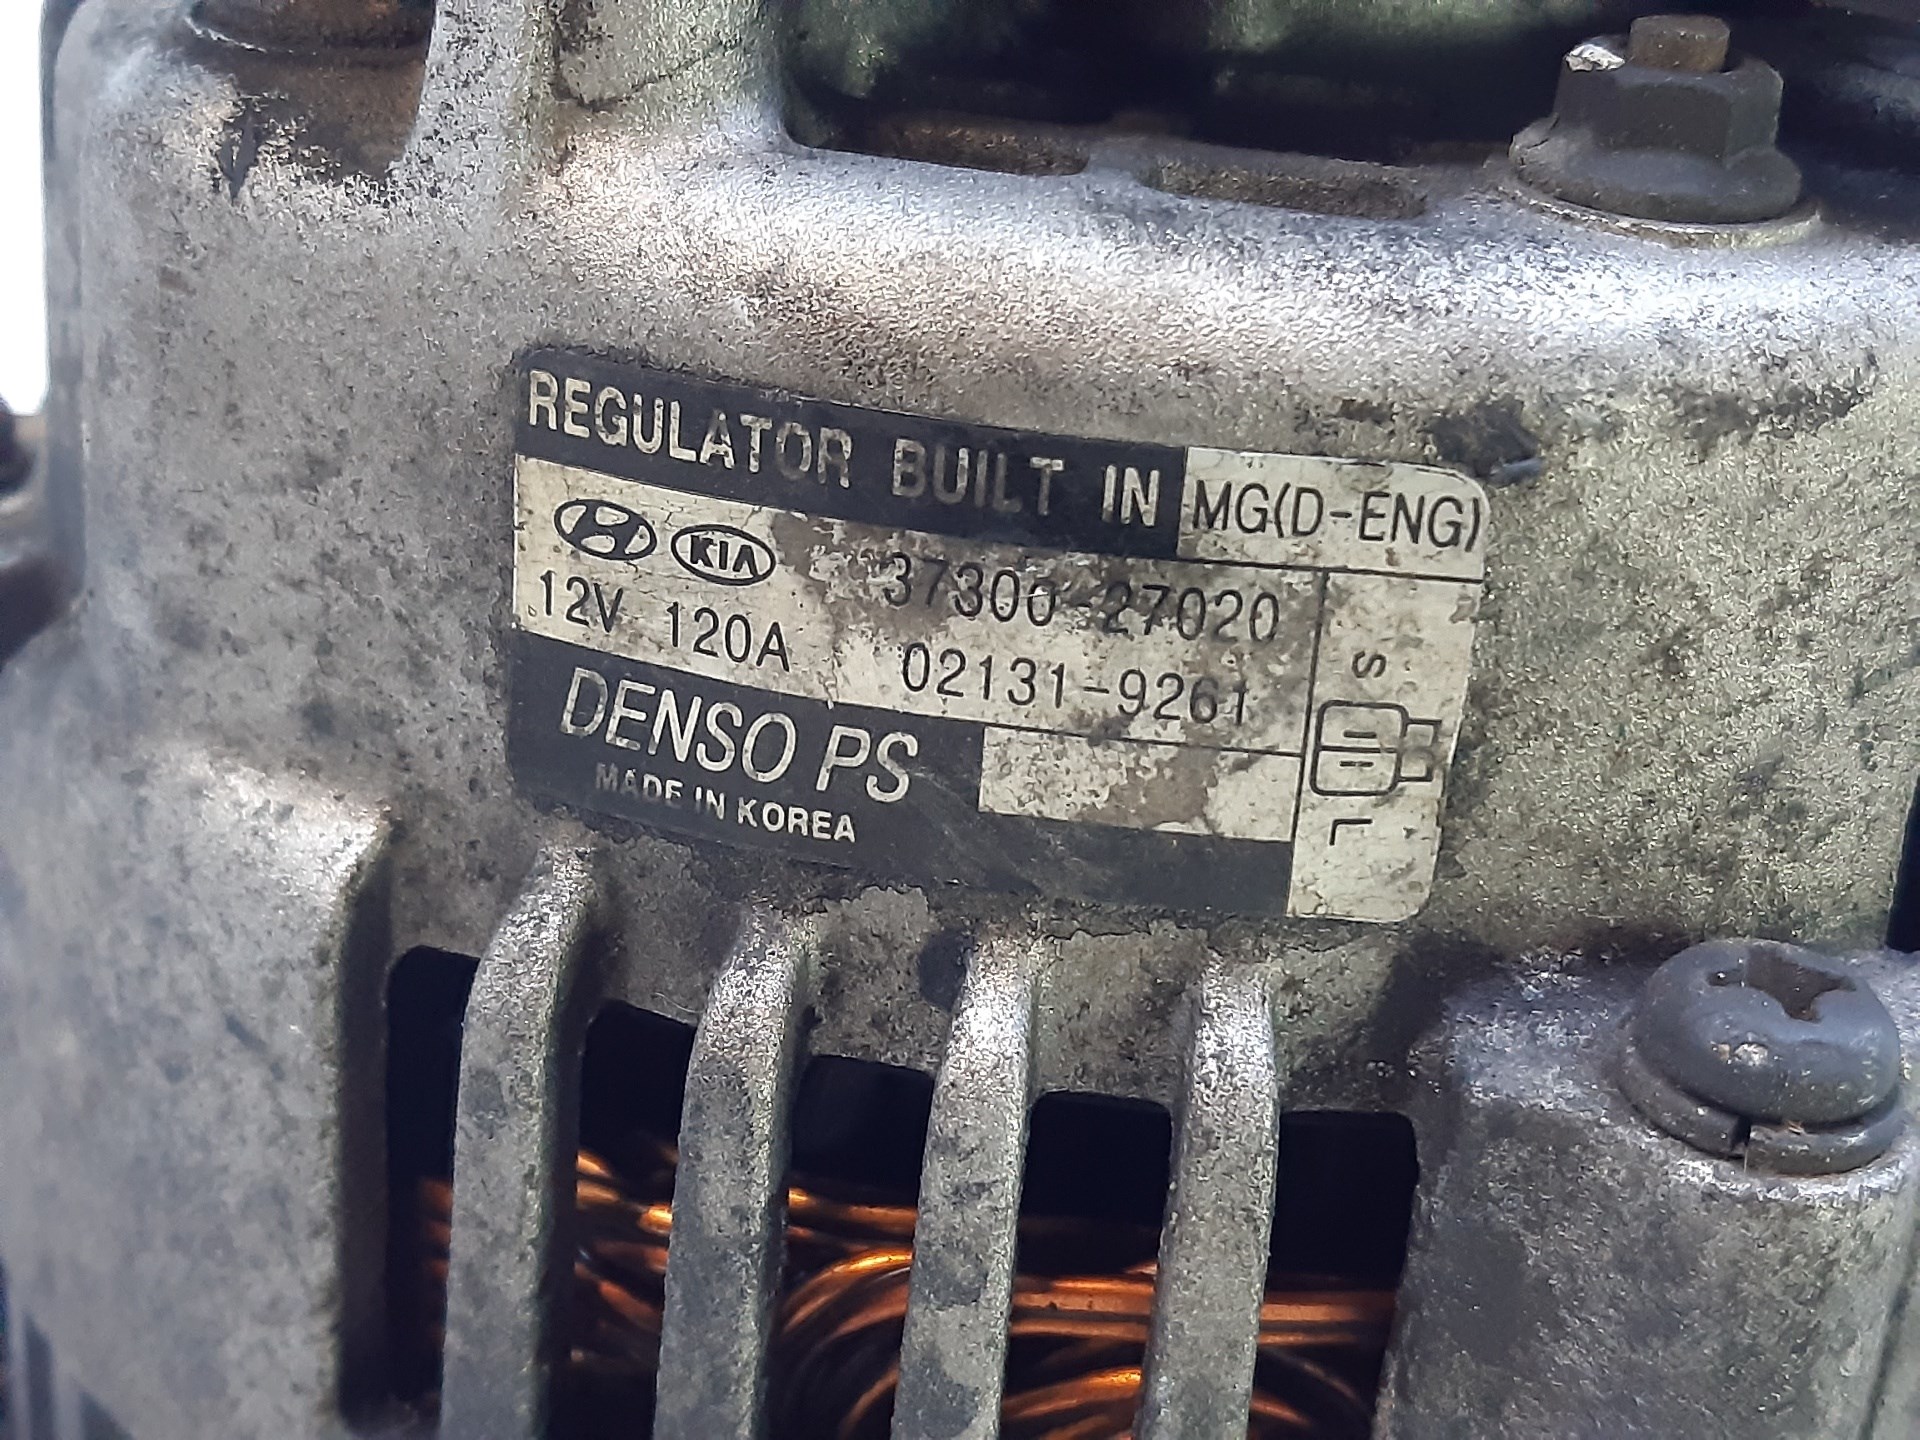 REGULATOR BUILT IN MG(D-ENG)
KIA 37300-27020
12V 120A 02131-9261
S
L
DENSO PS
MADE IN KOREA